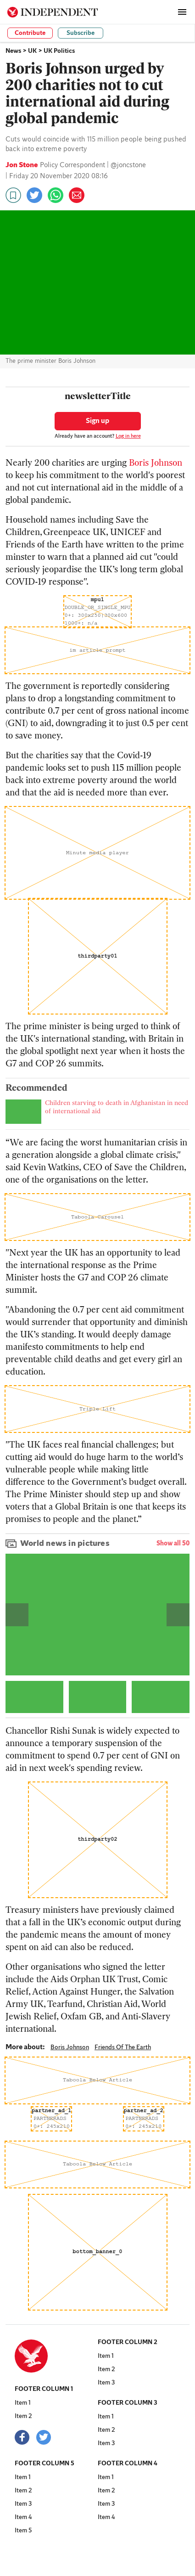 INDEPENDENT
Contribute
Subscribe
News > UK > UK Politics
Boris Johnson urged by
200 charities not to cut
international aid during
global pandemic
Cuts would coincide with 115 million people being pushed
back into extreme poverty
Jon Stone Policy Correspondent | @joncstone
| Friday 20 November 2020 08:16
The prime minister Boris Johnson
newsletterTitle
Sign up
Already have an account? Log in here
Nearly 200 charities are urging Boris Johnson
to keep his commitment to the world's poorest
and not cut international aid in the middle of a
global pandemic.
Household names including Save the
Children, Greenpeace UK, UNICEF and
Friends of the Earth have written to the prime
minister to warn that a planned aid cut "could
seriously jeopardise the UK's long term global
COVID-19 response".
mpu1
DOUBLE_OR_SINGLE_MPU
0+: 300x250|300x600
1000+: n/a
im article prompt
The government is reportedly considering
plans to drop a longstanding commitment to
contribute 0.7 per cent of gross national income
(GNI) to aid, downgrading it to just 0.5 per cent
to save money.
But the charities say that the Covid-19
pandemic looks set to push 115 million people
back into extreme poverty around the world
and that the aid is needed more than ever.
Minute media player
thirdparty01
The prime minister is being urged to think of
the UK's international standing, with Britain in
the global spotlight next year when it hosts the
G7 and COP 26 summits.
Recommended
Children starving to death in Afghanistan in need
of international aid
"We are facing the worst humanitarian crisis in
a generation alongside a global climate crisis,"
said Kevin Watkins, CEO of Save the Children,
one of the organisations on the letter.
Taboola Carousel
"Next year the UK has an opportunity to lead
the international response as the Prime
Minister hosts the G7 and COP 26 climate
summit.
"Abandoning the 0.7 per cent aid commitment
would surrender that opportunity and diminish
the UK's standing. It would deeply damage
manifesto commitments to help end
preventable child deaths and get every girl an
education.
Triple Lift
"The UK faces real financial challenges; but
cutting aid would do huge harm to the world's
vulnerable people while making little
difference to the Government's budget overall.
The Prime Minister should step up and show
voters that a Global Britain is one that keeps its
promises to people and the planet."
World news in pictures
Show all 50
Chancellor Rishi Sunak is widely expected to
announce a temporary suspension of the
commitment to spend 0.7 per cent of GNI on
aid in next week's spending review.
thirdparty02
Treasury ministers have previously claimed
that a fall in the UK's economic output during
the pandemic means the amount of money
spent on aid can also be reduced.
Other organisations who signed the letter
include the Aids Orphan UK Trust, Comic
Relief, Action Against Hunger, the Salvation
Army UK, Tearfund, Christian Aid, World
Jewish Relief, Oxfam GB, and Anti-Slavery
international.
More about: Boris Johnson Friends Of The Earth
Taboola Below Article
partner_ad_1
PARTNERADS
0+: 245x210
partner_ad_2
PARTNERADS
0+: 245x210
Taboola Below Article
bottom_banner_0
FOOTER COLUMN 1
Item 1
Item 2
FOOTER COLUMN 2
Item 1
Item 2
Item 3
FOOTER COLUMN 3
Item 1
Item 2
Item 3
FOOTER COLUMN 5
Item 1
Item 2
Item 3
Item 4
Item 5
FOOTER COLUMN 4
Item 1
Item 2
Item 3
Item 4